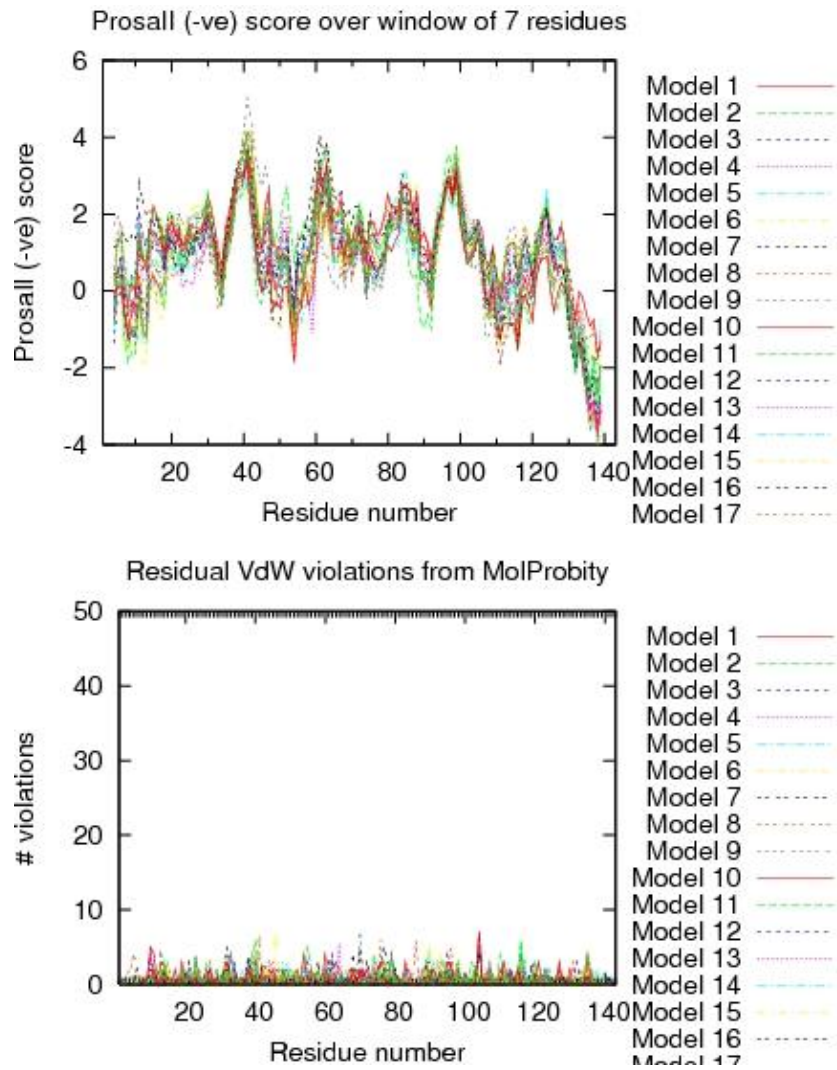 ProsaII (-ve) score over window of 7 residues
6
4
2
0
-2
-4
ProsaII (-ve) score
20 40 60 80 100 120 140
Residue number
Model 1
Model 2
Model 3
Model 4
Model 5
Model 6
Model 7
Model 8
Model 9
Model 10
Model 11
Model 12
Model 13
Model 14
Model 15
Model 16
Model 17
Residual VdW violations from MolProbity
50
40
30
20
10
0
# violations
20 40 60 80 100 120 140
Residue number
Model 1
Model 2
Model 3
Model 4
Model 5
Model 6
Model 7
Model 8
Model 9
Model 10
Model 11
Model 12
Model 13
Model 14
Model 15
Model 16
Model 17